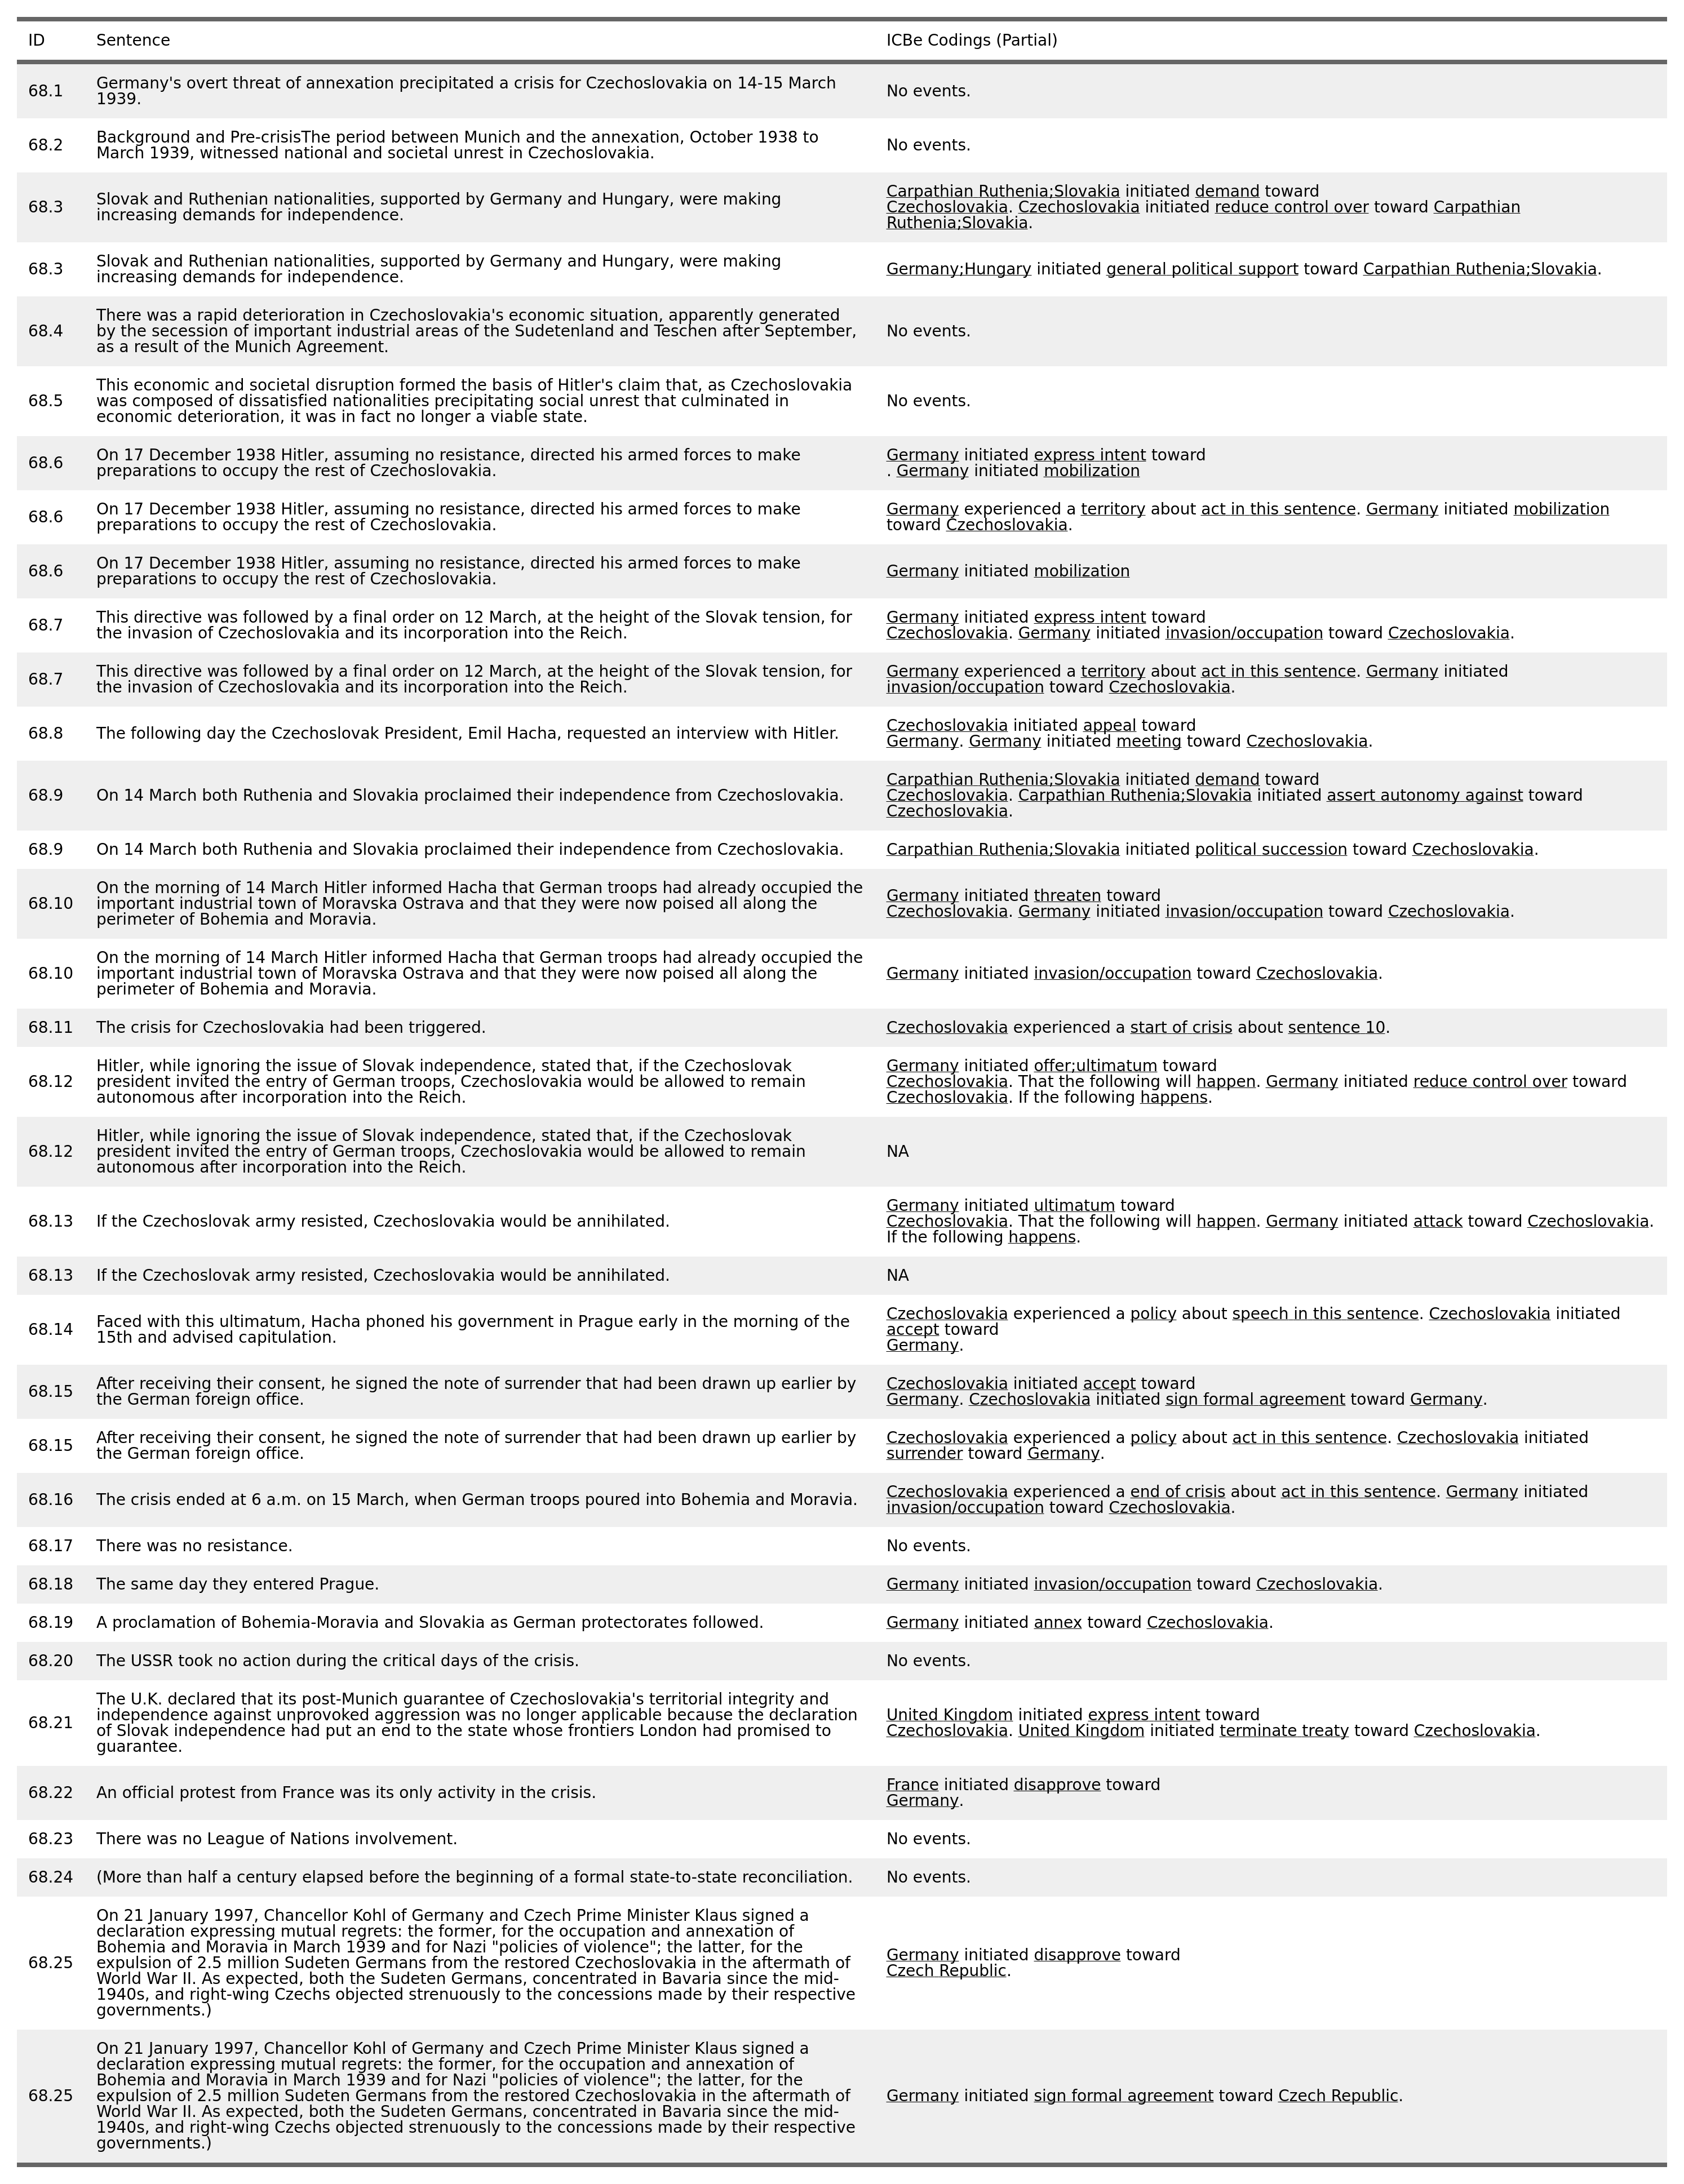 ID Sentence ICBe Codings (Partial)
68.1 Germany's overt threat of annexation precipitated a crisis for Czechoslovakia on 14-15 March
1939. No events.
68.2 Background and Pre-crisisThe period between Munich and the annexation, October 1938 to
March 1939, witnessed national and societal unrest in Czechoslovakia. No events.
68.3 Slovak and Ruthenian nationalities, supported by Germany and Hungary, were making
increasing demands for independence.
Carpathian Ruthenia;Slovakia initiated demand toward
Czechoslovakia. Czechoslovakia initiated reduce control over toward Carpathian
Ruthenia;Slovakia.
68.3 Slovak and Ruthenian nationalities, supported by Germany and Hungary, were making
increasing demands for independence.
Germany;Hungary initiated general political support toward Carpathian Ruthenia;Slovakia.
68.4 There was a rapid deterioration in Czechoslovakia's economic situation, apparently generated
by the secession of important industrial areas of the Sudetenland and Teschen after September,
as a result of the Munich Agreement.
No events.
68.5 This economic and societal disruption formed the basis of Hitler's claim that, as Czechoslovakia
was composed of dissatisfied nationalities precipitating social unrest that culminated in
economic deterioration, it was in fact no longer a viable state.
No events.
68.6 On 17 December 1938 Hitler, assuming no resistance, directed his armed forces to make
preparations to occupy the rest of Czechoslovakia.
Germany initiated express intent toward
. Germany initiated mobilization
68.6 On 17 December 1938 Hitler, assuming no resistance, directed his armed forces to make
preparations to occupy the rest of Czechoslovakia.
Germany experienced a territory about act in this sentence. Germany initiated mobilization
toward Czechoslovakia.
68.6 On 17 December 1938 Hitler, assuming no resistance, directed his armed forces to make
preparations to occupy the rest of Czechoslovakia.
Germany initiated mobilization
68.7 This directive was followed by a final order on 12 March, at the height of the Slovak tension, for
the invasion of Czechoslovakia and its incorporation into the Reich.
Germany initiated express intent toward
Czechoslovakia. Germany initiated invasion/occupation toward Czechoslovakia.
68.7 This directive was followed by a final order on 12 March, at the height of the Slovak tension, for
the invasion of Czechoslovakia and its incorporation into the Reich.
Germany experienced a territory about act in this sentence. Germany initiated
invasion/occupation toward Czechoslovakia.
68.8 The following day the Czechoslovak President, Emil Hacha, requested an interview with Hitler.
Czechoslovakia initiated appeal toward
Germany. Germany initiated meeting toward Czechoslovakia.
68.9 On 14 March both Ruthenia and Slovakia proclaimed their independence from Czechoslovakia.
Carpathian Ruthenia;Slovakia initiated demand toward
Czechoslovakia. Carpathian Ruthenia;Slovakia initiated assert autonomy against toward
Czechoslovakia.
68.9 On 14 March both Ruthenia and Slovakia proclaimed their independence from Czechoslovakia.
Carpathian Ruthenia;Slovakia initiated political succession toward Czechoslovakia.
68.10 On the morning of 14 March Hitler informed Hacha that German troops had already occupied the
important industrial town of Moravska Ostrava and that they were now poised all along the
perimeter of Bohemia and Moravia.
Germany initiated threaten toward
Czechoslovakia. Germany initiated invasion/occupation toward Czechoslovakia.
68.10 On the morning of 14 March Hitler informed Hacha that German troops had already occupied the
important industrial town of Moravska Ostrava and that they were now poised all along the
perimeter of Bohemia and Moravia.
Germany initiated invasion/occupation toward Czechoslovakia.
68.11 The crisis for Czechoslovakia had been triggered.
Czechoslovakia experienced a start of crisis about sentence 10.
68.12 Hitler, while ignoring the issue of Slovak independence, stated that, if the Czechoslovak
president invited the entry of German troops, Czechoslovakia would be allowed to remain
autonomous after incorporation into the Reich.
Germany initiated offer;ultimatum toward
Czechoslovakia. That the following will happen. Germany initiated reduce control over toward
Czechoslovakia. If the following happens.
68.12 Hitler, while ignoring the issue of Slovak independence, stated that, if the Czechoslovak
president invited the entry of German troops, Czechoslovakia would be allowed to remain
autonomous after incorporation into the Reich.
NA
68.13 If the Czechoslovak army resisted, Czechoslovakia would be annihilated.
Germany initiated ultimatum toward
Czechoslovakia. That the following will happen. Germany initiated attack toward Czechoslovakia.
If the following happens.
68.13 If the Czechoslovak army resisted, Czechoslovakia would be annihilated.
NA
68.14 Faced with this ultimatum, Hacha phoned his government in Prague early in the morning of the
15th and advised capitulation.
Czechoslovakia experienced a policy about speech in this sentence. Czechoslovakia initiated
accept toward
Germany.
68.15 After receiving their consent, he signed the note of surrender that had been drawn up earlier by
the German foreign office.
Czechoslovakia initiated accept toward
Germany. Czechoslovakia initiated sign formal agreement toward Germany.
68.15 After receiving their consent, he signed the note of surrender that had been drawn up earlier by
the German foreign office.
Czechoslovakia experienced a policy about act in this sentence. Czechoslovakia initiated
surrender toward Germany.
68.16 The crisis ended at 6 a.m. on 15 March, when German troops poured into Bohemia and Moravia.
Czechoslovakia experienced a end of crisis about act in this sentence. Germany initiated
invasion/occupation toward Czechoslovakia.
68.17 There was no resistance. No events.
68.18 The same day they entered Prague. Germany initiated invasion/occupation toward Czechoslovakia.
68.19 A proclamation of Bohemia-Moravia and Slovakia as German protectorates followed. Germany initiated annex toward Czechoslovakia.
68.20 The USSR took no action during the critical days of the crisis. No events.
68.21 The U.K. declared that its post-Munich guarantee of Czechoslovakia's territorial integrity and
independence against unprovoked aggression was no longer applicable because the declaration
of Slovak independence had put an end to the state whose frontiers London had promised to
guarantee.
United Kingdom initiated express intent toward
Czechoslovakia. United Kingdom initiated terminate treaty toward Czechoslovakia.
68.22 An official protest from France was its only activity in the crisis.
France initiated disapprove toward
Germany.
68.23 There was no League of Nations involvement. No events.
68.24 (More than half a century elapsed before the beginning of a formal state-to-state reconciliation. No events.
68.25 On 21 January 1997, Chancellor Kohl of Germany and Czech Prime Minister Klaus signed a
declaration expressing mutual regrets: the former, for the occupation and annexation of
Bohemia and Moravia in March 1939 and for Nazi "policies of violence"; the latter, for the
expulsion of 2.5 million Sudeten Germans from the restored Czechoslovakia in the aftermath of
World War II. As expected, both the Sudeten Germans, concentrated in Bavaria since the mid-
1940s, and right-wing Czechs objected strenuously to the concessions made by their respective
governments.)
Germany initiated disapprove toward
Czech Republic.
68.25 On 21 January 1997, Chancellor Kohl of Germany and Czech Prime Minister Klaus signed a
declaration expressing mutual regrets: the former, for the occupation and annexation of
Bohemia and Moravia in March 1939 and for Nazi "policies of violence"; the latter, for the
expulsion of 2.5 million Sudeten Germans from the restored Czechoslovakia in the aftermath of
World War II. As expected, both the Sudeten Germans, concentrated in Bavaria since the mid-
1940s, and right-wing Czechs objected strenuously to the concessions made by their respective
governments.)
Germany initiated sign formal agreement toward Czech Republic.